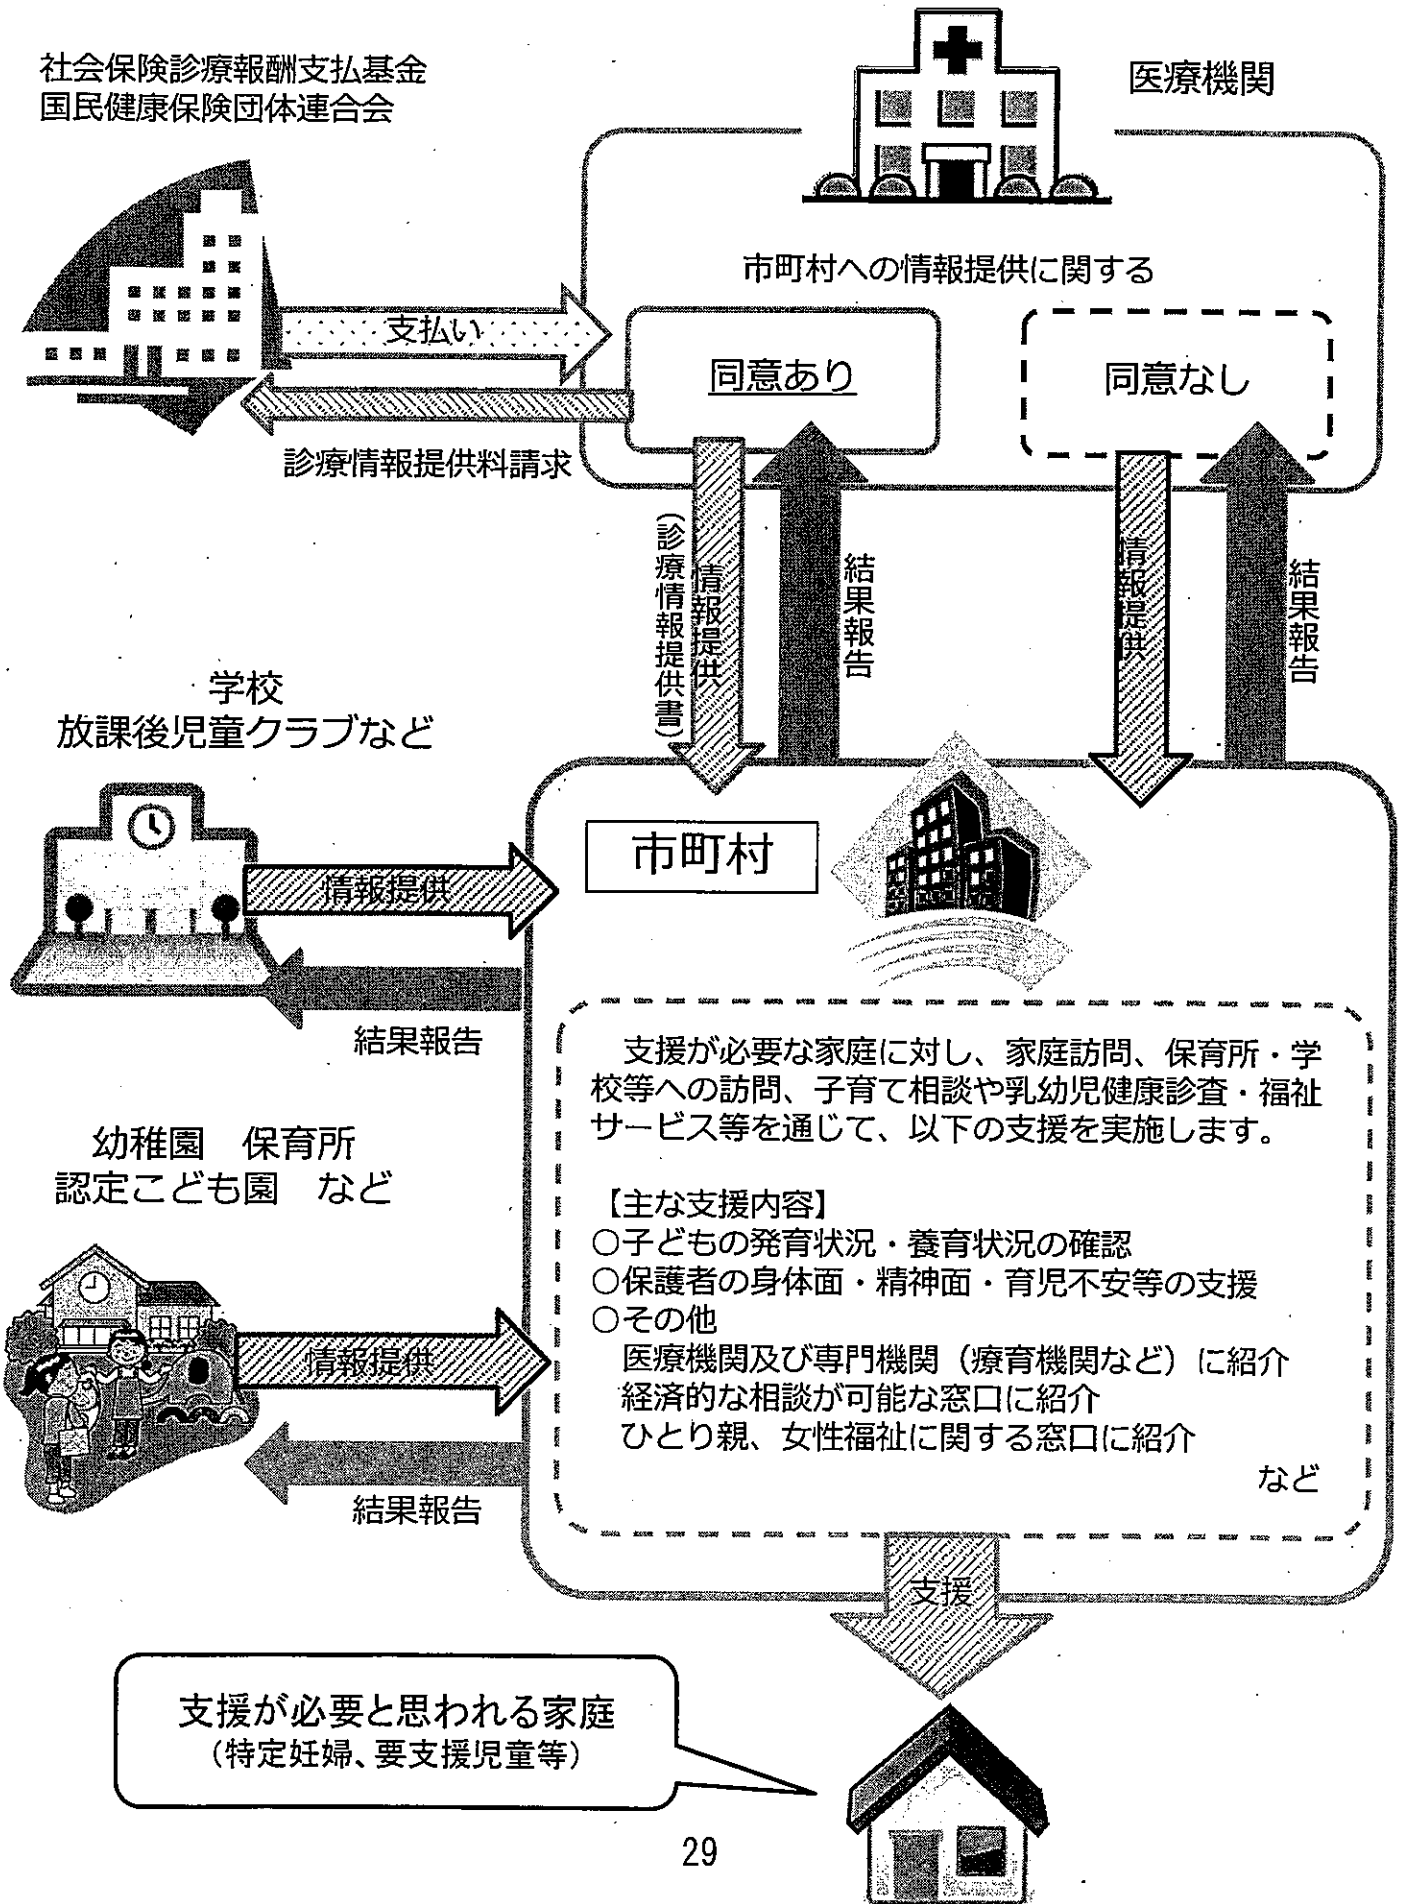 社会保険診療報酬支払基金
国民健康保険団体連合会
医療機関
市町村への情報提供に関する
支払い
同意あり
同意なし
診療情報提供料請求
(診療情報提供書)
情報提供
結果報告
情報提供
結果報告
学校
放課後児童クラブなど
市町村
情報提供
結果報告
支援が必要な家庭に対し、家庭訪問、保育所・学
校等への訪問、子育て相談や乳幼児健康診査・福祉
サービス等を通じて、以下の支援を実施します。
【主な支援内容】
○子どもの発育状況・養育状況の確認
○保護者の身体面・精神面・育児不安等の支援
○その他
医療機関及び専門機関（療育機関など）に紹介
経済的な相談が可能な窓口に紹介
ひとり親、女性福祉に関する窓口に紹介
など
幼稚園　保育所
認定こども園　など
情報提供
結果報告
支援
支援が必要と思われる家庭
（特定妊婦、要支援児童等）
29